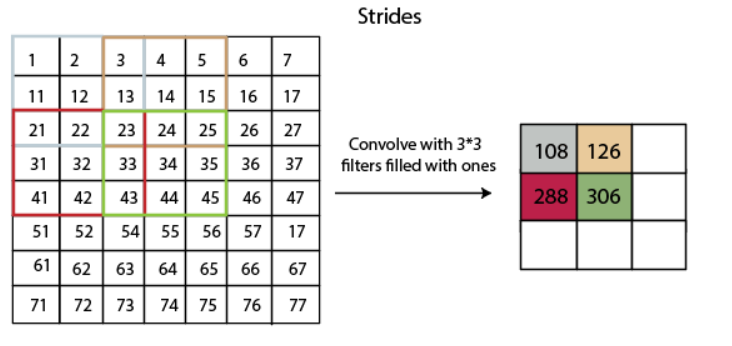 Strides
1 2 3 4 5 6 7
11 12 13 14 15 16 17
21 22 23 24 25 26 27
31 32 33 34 35 36 37
41 42 43 44 45 46 47
51 52 54 55 56 57 17
61 62 63 64 65 66 67
71 72 73 74 75 76 77
Convolve with 3*3
filters filled with ones
108 126
288 306